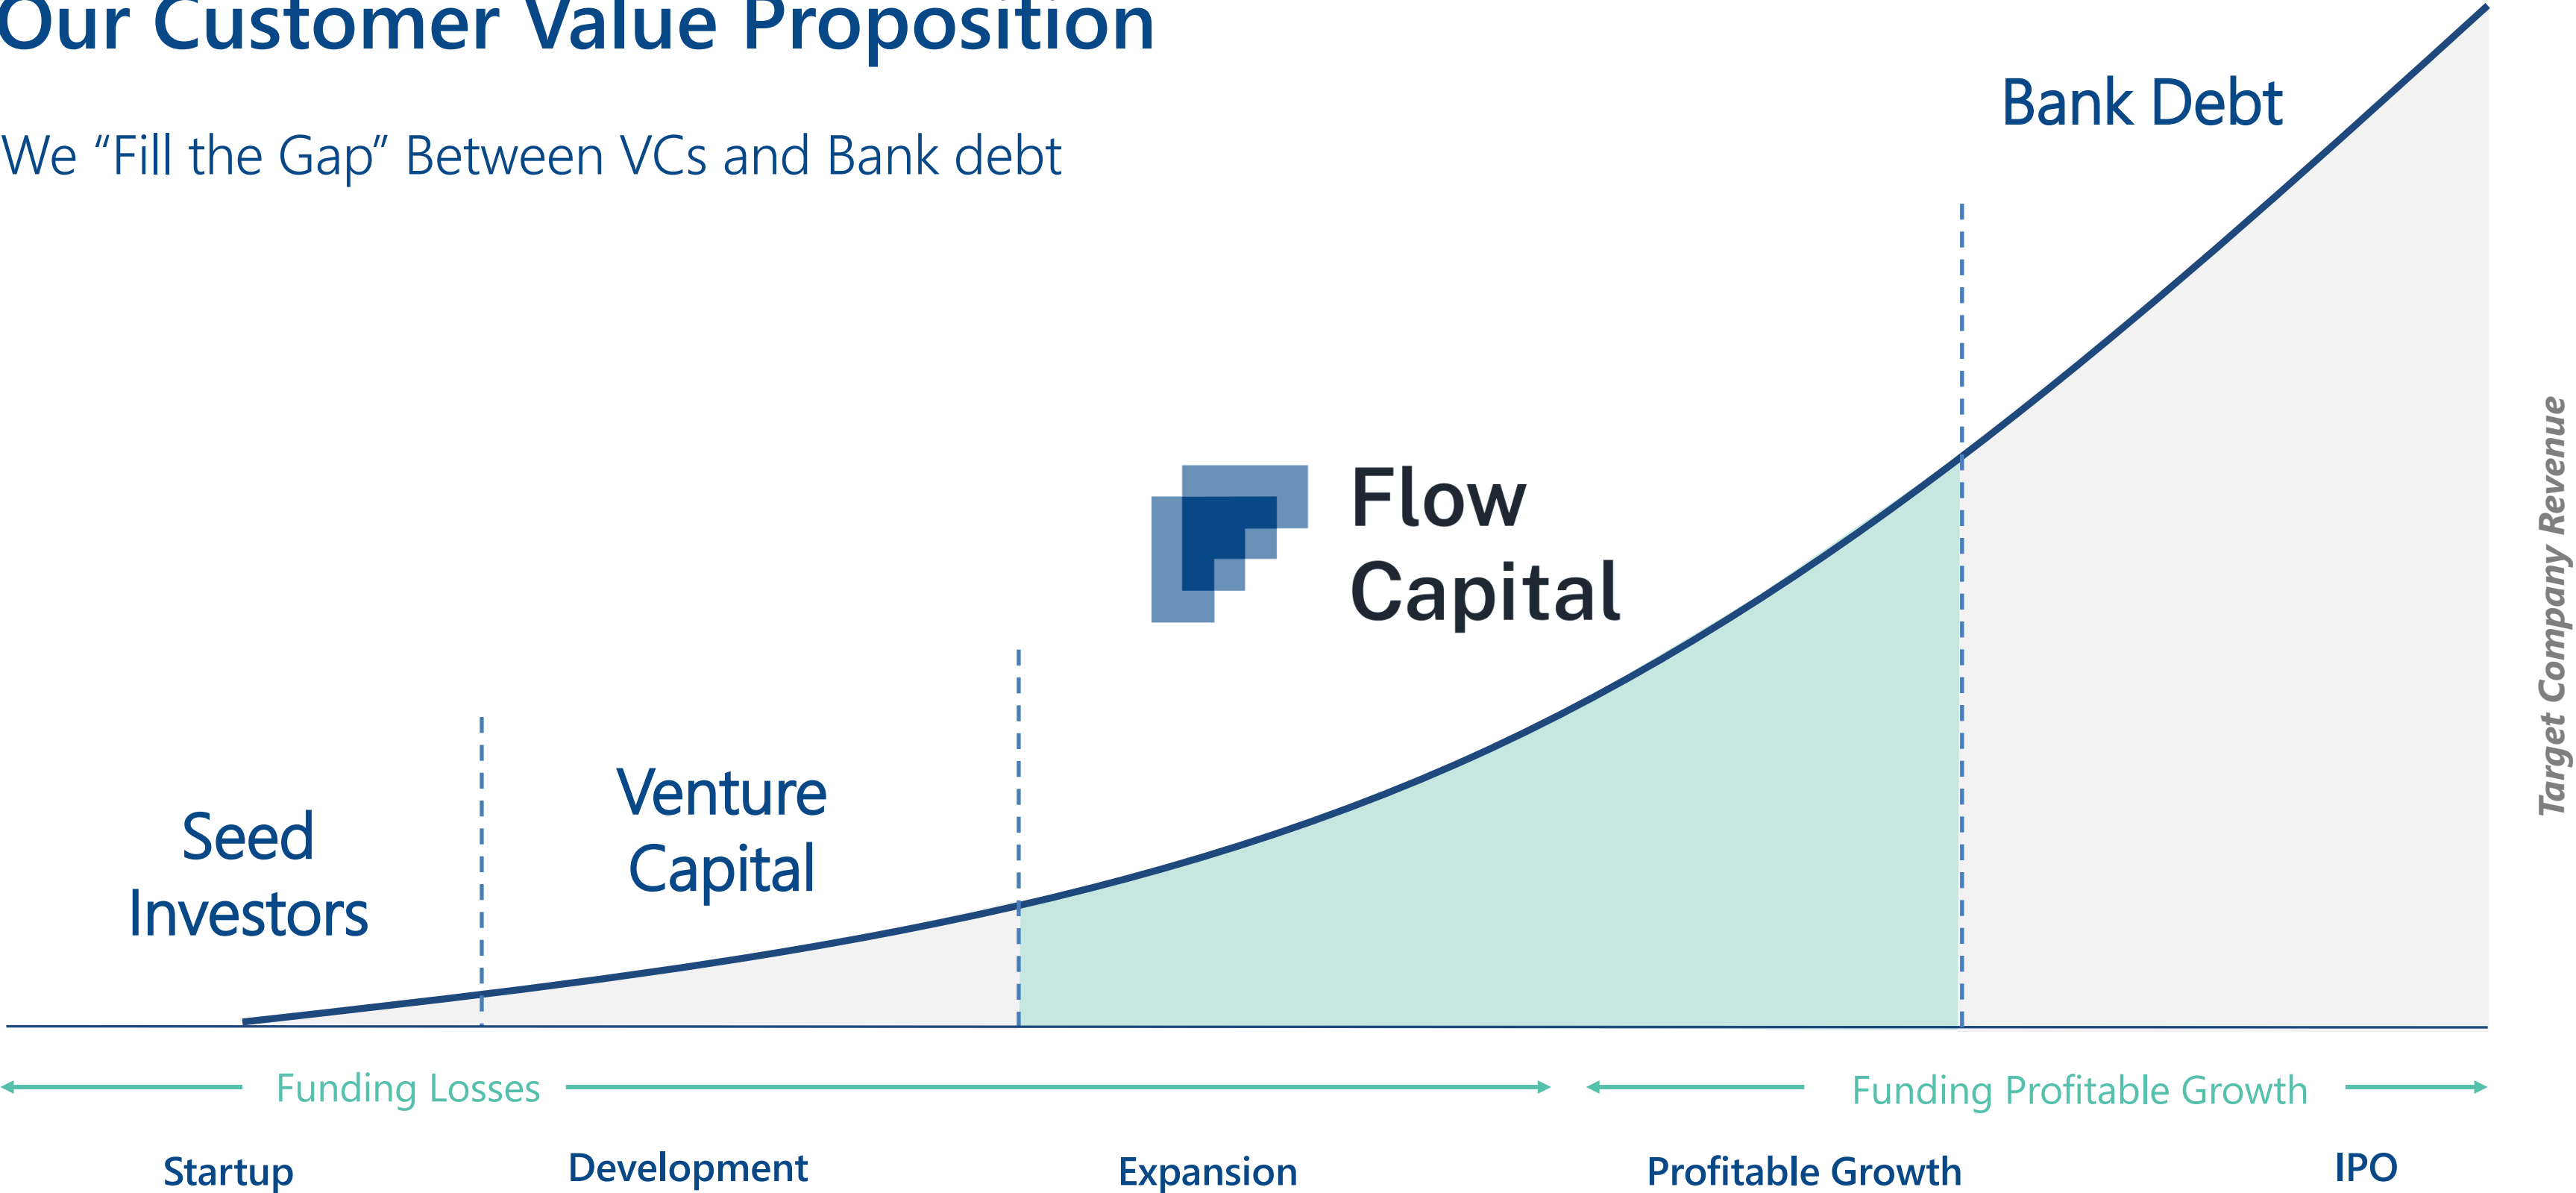 Our Customer Value Proposition
We “Fill the Gap” Between VCs and Bank debt
Bank Debt
Flow
Capital
Target Company Revenue
Venture
Capital
Seed
Investors
Funding Losses
Funding Profitable Growth
Startup
Development
Expansion
Profitable Growth
IPO